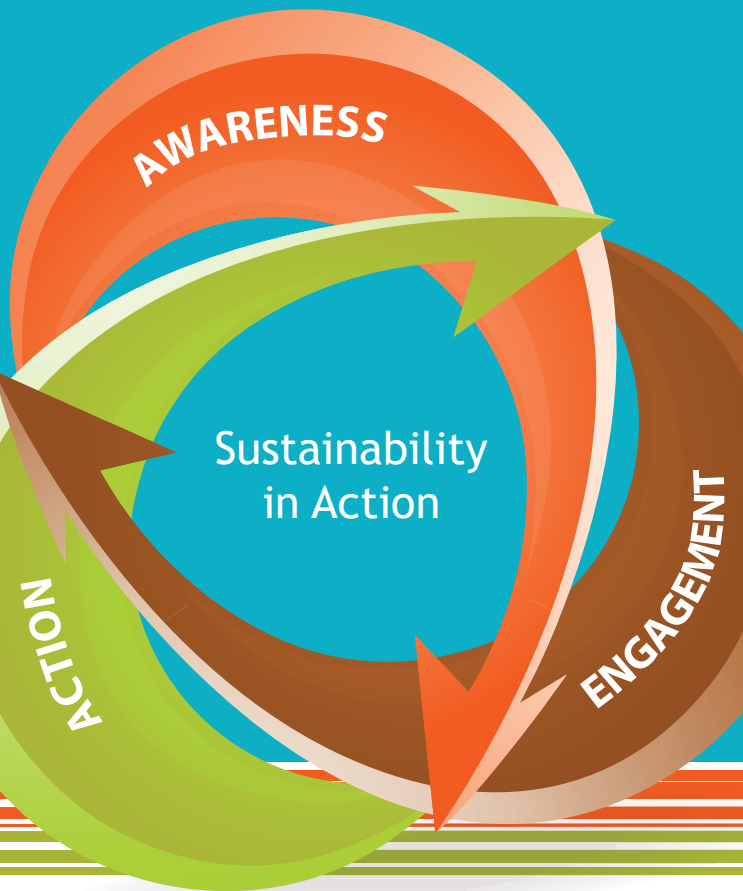 AWARENESS
Sustainability
in Action
ENGAGEMENT
ACTION